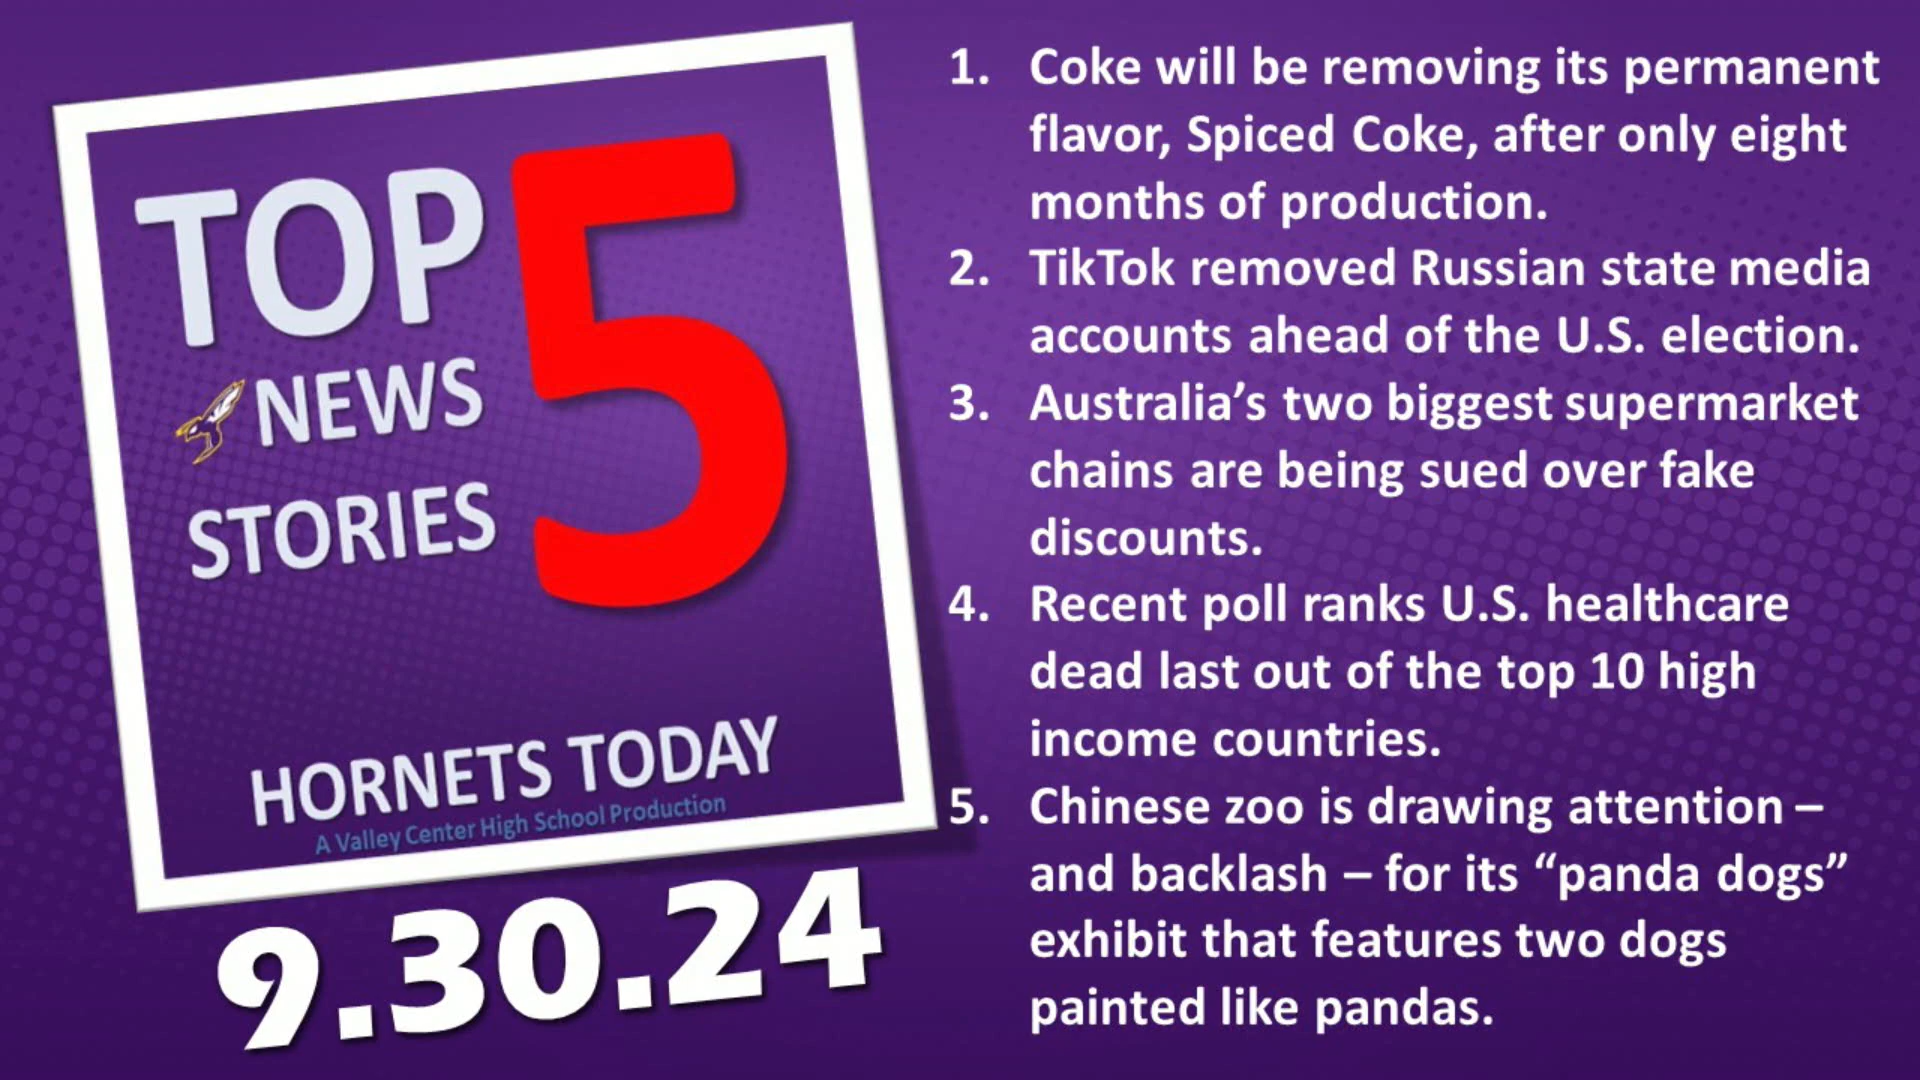 TOP 5
NEWS
STORIES
HORNETS TODAY
A Valley Center High School Production
9.30.24
1. Coke will be removing its permanent
flavor, Spiced Coke, after only eight
months of production.
2. TikTok removed Russian state media
accounts ahead of the U.S. election.
3. Australia’s two biggest supermarket
chains are being sued over fake
discounts.
4. Recent poll ranks U.S. healthcare
dead last out of the top 10 high
income countries.
5. Chinese zoo is drawing attention –
and backlash – for its “panda dogs”
exhibit that features two dogs
painted like pandas.